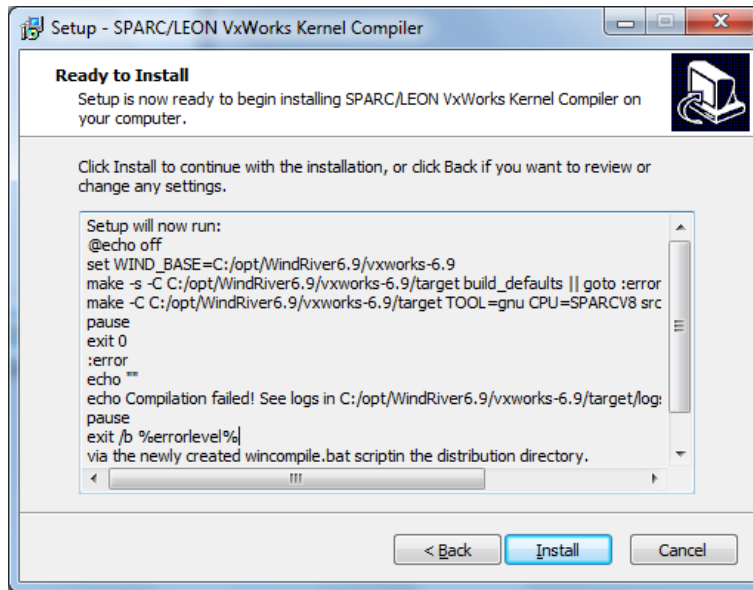 Setup - SPARC/LEON VxWorks Kernel Compiler
Ready to Install
Setup is now ready to begin installing SPARC/LEON VxWorks Kernel Compiler on
your computer.
Click Install to continue with the installation, or click Back if you want to review or
change any settings.
Setup will now run:
@echo off
set WIND_BASE=C:/opt/WindRiver6.9/vxworks-6.9
make -s -C C:/opt/WindRiver6.9/vxworks-6.9/target build_defaults || goto :error
make -C C:/opt/WindRiver6.9/vxworks-6.9/target TOOL=gnu CPU=SPARCV8 src
pause
exit 0
:error
echo ""
echo Compilation failed! See logs in C:/opt/WindRiver6.9/vxworks-6.9/target/log
pause
exit /b %errorlevel%
via the newly created wincompile.bat scriptin the distribution directory.
< Back
Install
Cancel